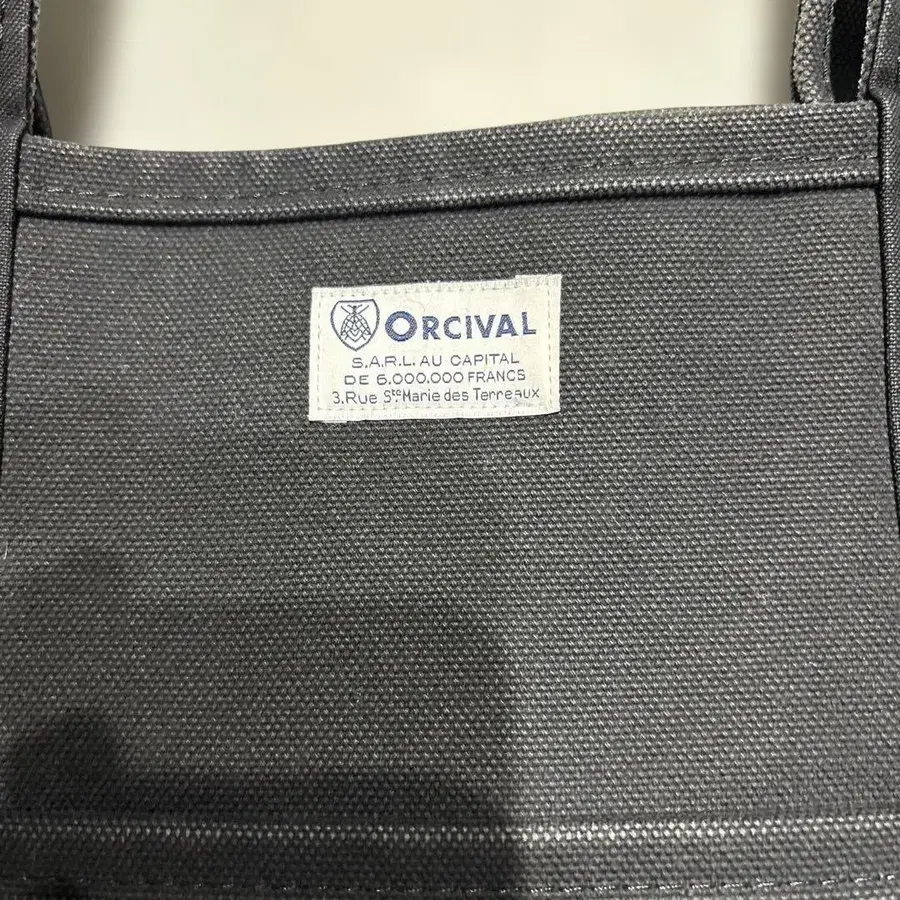 ORCIVAL
S.A.R.L. AU CAPITAL
DE 6.000.000 FRANCS
3.Rue Ste Marie des Terreaux